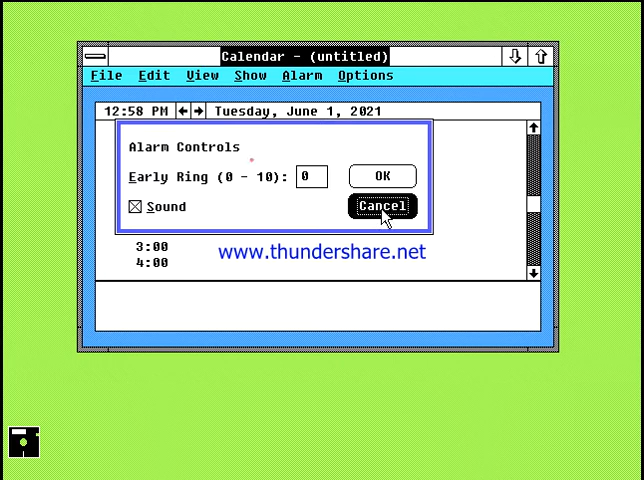 Calendar - (untitled)
File Edit View Show Alarm Options
12:58 PM Tuesday, June 1, 2021
Alarm Controls
Early Ring (0 - 10): 0 OK
Sound Cancel
3:00
www.thundershare.net
4:00